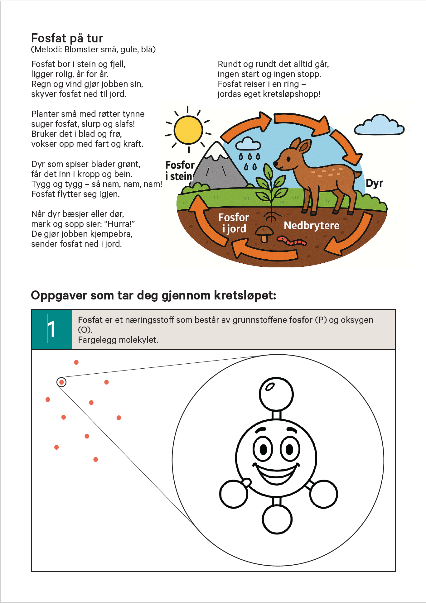 Fosfat på tur
(Melodi: Blomster små, gule, blå)
Fosfat bor i stein og fjell,
ligger rolig, år for år.
Regn og vind gjør jobben sin,
skyver fosfat ned til jord.
Planter små med røtter tynne
suger fosfat, slurp og slafs!
Bruker det i blad og frø,
vokser opp med fart og kraft.
Dyr som spiser blader grønt,
får det inn i kropp og bein.
Tygg og tygg – så nam, nam, nam!
Fosfat flytter seg igjen.
Når dyr bæsjer eller dør,
mark og sopp sier: "Hurra!"
De gjør jobben kjempebra,
sender fosfat ned i jord.
Rundt og rundt det alltid går,
ingen start og ingen stopp.
Fosfat reiser i en ring –
jordas eget kretsløpshopp!
Fosfor
i stein
Dyr
Fosfor
i jord
Nedbrytere
Oppgaver som tar deg gjennom kretsløpet:
1
Fosfat er et næringsstoff som består av grunnstoffene fosfor (P) og oksygen
(O).
Fargelegg molekylet.